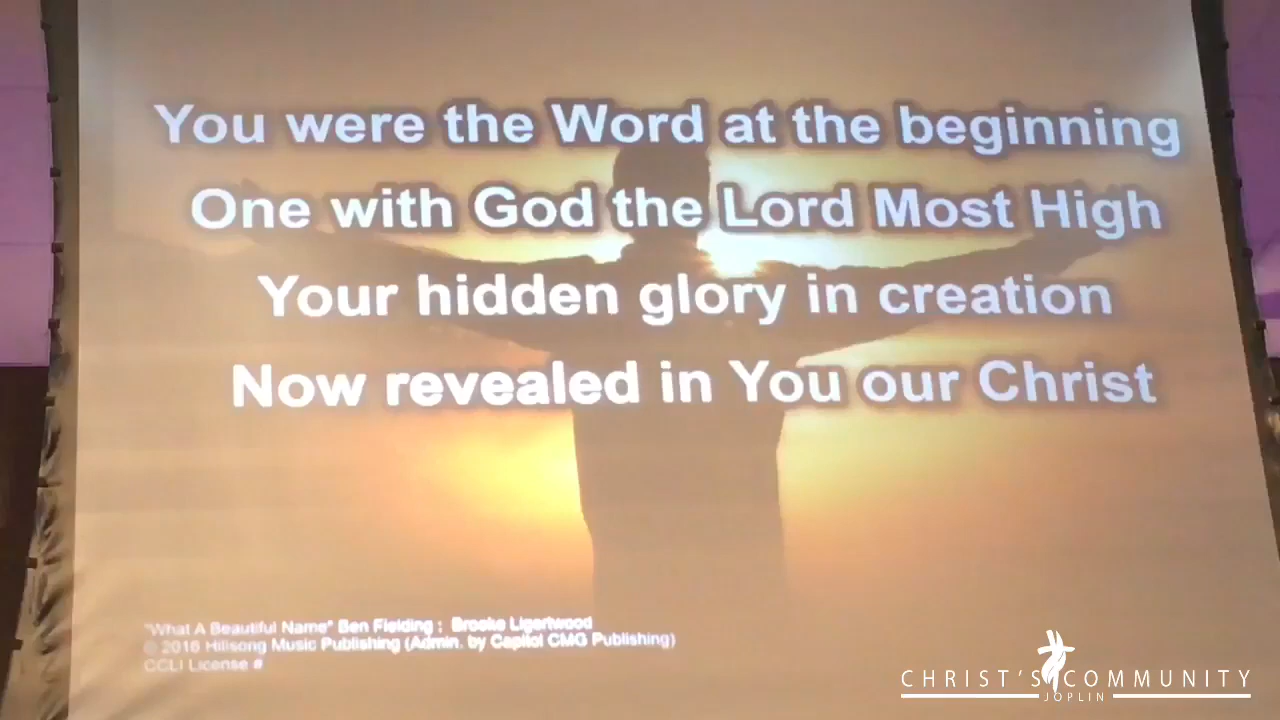 You were the Word at the beginning
One with God the Lord Most High
Your hidden glory in creation
Now revealed in You our Christ
"What A Beautiful Name" Ben Fielding ; Brooke Ligertwood
© 2016 Hillsong Music Publishing (Admin. by Capitol CMG Publishing)
CCLI License #
CHRIST'S COMMUNITY
JOPLIN